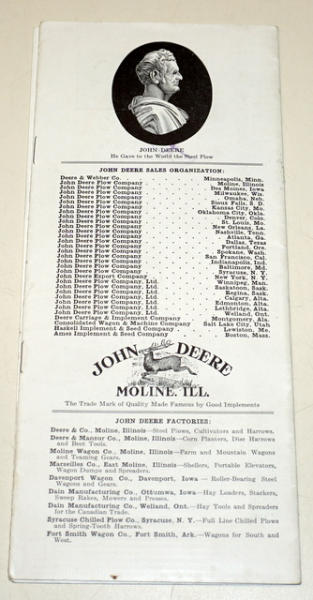 JOHN DEERE
He Gave to the World the Steel Plow
JOHN DEERE SALES ORGANIZATION:
Deere & Webber Co. Minneapolis, Minn.
John Deere Plow Company Moline, Illinois
John Deere Plow Company Des Moines, Iowa
John Deere Plow Company Milwaukee, Wis.
John Deere Plow Company Omaha, Neb.
John Deere Plow Company Sioux Falls, S. D.
John Deere Plow Company Kansas City, Mo.
John Deere Plow Company Oklahoma City, Okla.
John Deere Plow Company Denver, Colo.
John Deere Plow Company St. Louis, Mo.
John Deere Plow Company New Orleans, La.
John Deere Plow Company Nashville, Tenn.
John Deere Plow Company Atlanta, Ga.
John Deere Plow Company Dallas, Texas
John Deere Plow Company Portland, Ore.
John Deere Plow Company Spokane, Wash.
John Deere Plow Company San Francisco, Cal.
John Deere Plow Company Indianapolis, Ind.
John Deere Plow Company Baltimore, Md.
John Deere Plow Company Syracuse, N. Y.
John Deere Export Company New York, N. Y.
John Deere Plow Company, Ltd. Winnipeg, Man.
John Deere Plow Company, Ltd. Saskatoon, Sask.
John Deere Plow Company, Ltd. Regina, Sask.
John Deere Plow Company, Ltd. Calgary, Alta.
John Deere Plow Company, Ltd. Edmonton, Alta.
John Deere Plow Company, Ltd. Lethbridge, Alta.
John Deere Plow Company, Ltd. Welland, Ont.
Deere Carriage & Implement Company Montgomery, Ala.
Consolidated Wagon & Machine Company Salt Lake City, Utah
Haskell Implement & Seed Company Lewiston, Me.
Ames Implement & Seed Company Boston, Mass.
JOHN DEERE
MOLINE, ILL.
The Trade Mark of Quality Made Famous by Good Implements
JOHN DEERE FACTORIES:
Deere & Co., Moline, Illinois—Steel Plows, Cultivators and Harrows.
Deere & Mansur Co., Moline, Illinois—Corn Planters, Disc Harrows
and Beet Tools.
Moline Wagon Co., Moline, Illinois—Farm and Mountain Wagons
and Teaming Gears.
Marseilles Co., East Moline, Illinois—Shellers, Portable Elevators,
Wagon Dumps and Spreaders.
Davenport Wagon Co., Davenport, Iowa—Roller-Bearing Steel
Wagons and Gears.
Dain Manufacturing Co., Ottumwa, Iowa—Hay Loaders, Stackers,
Sweep Rakes, Mowers and Presses.
Dain Manufacturing Co., Welland, Ont.—Hay Tools and Spreaders
for the Canadian Trade.
Syracuse Chilled Plow Co., Syracuse, N. Y.—Full Line Chilled Plows
and Spring-Tooth Harrows.
Fort Smith Wagon Co., Fort Smith, Ark.—Wagons for South and
West.